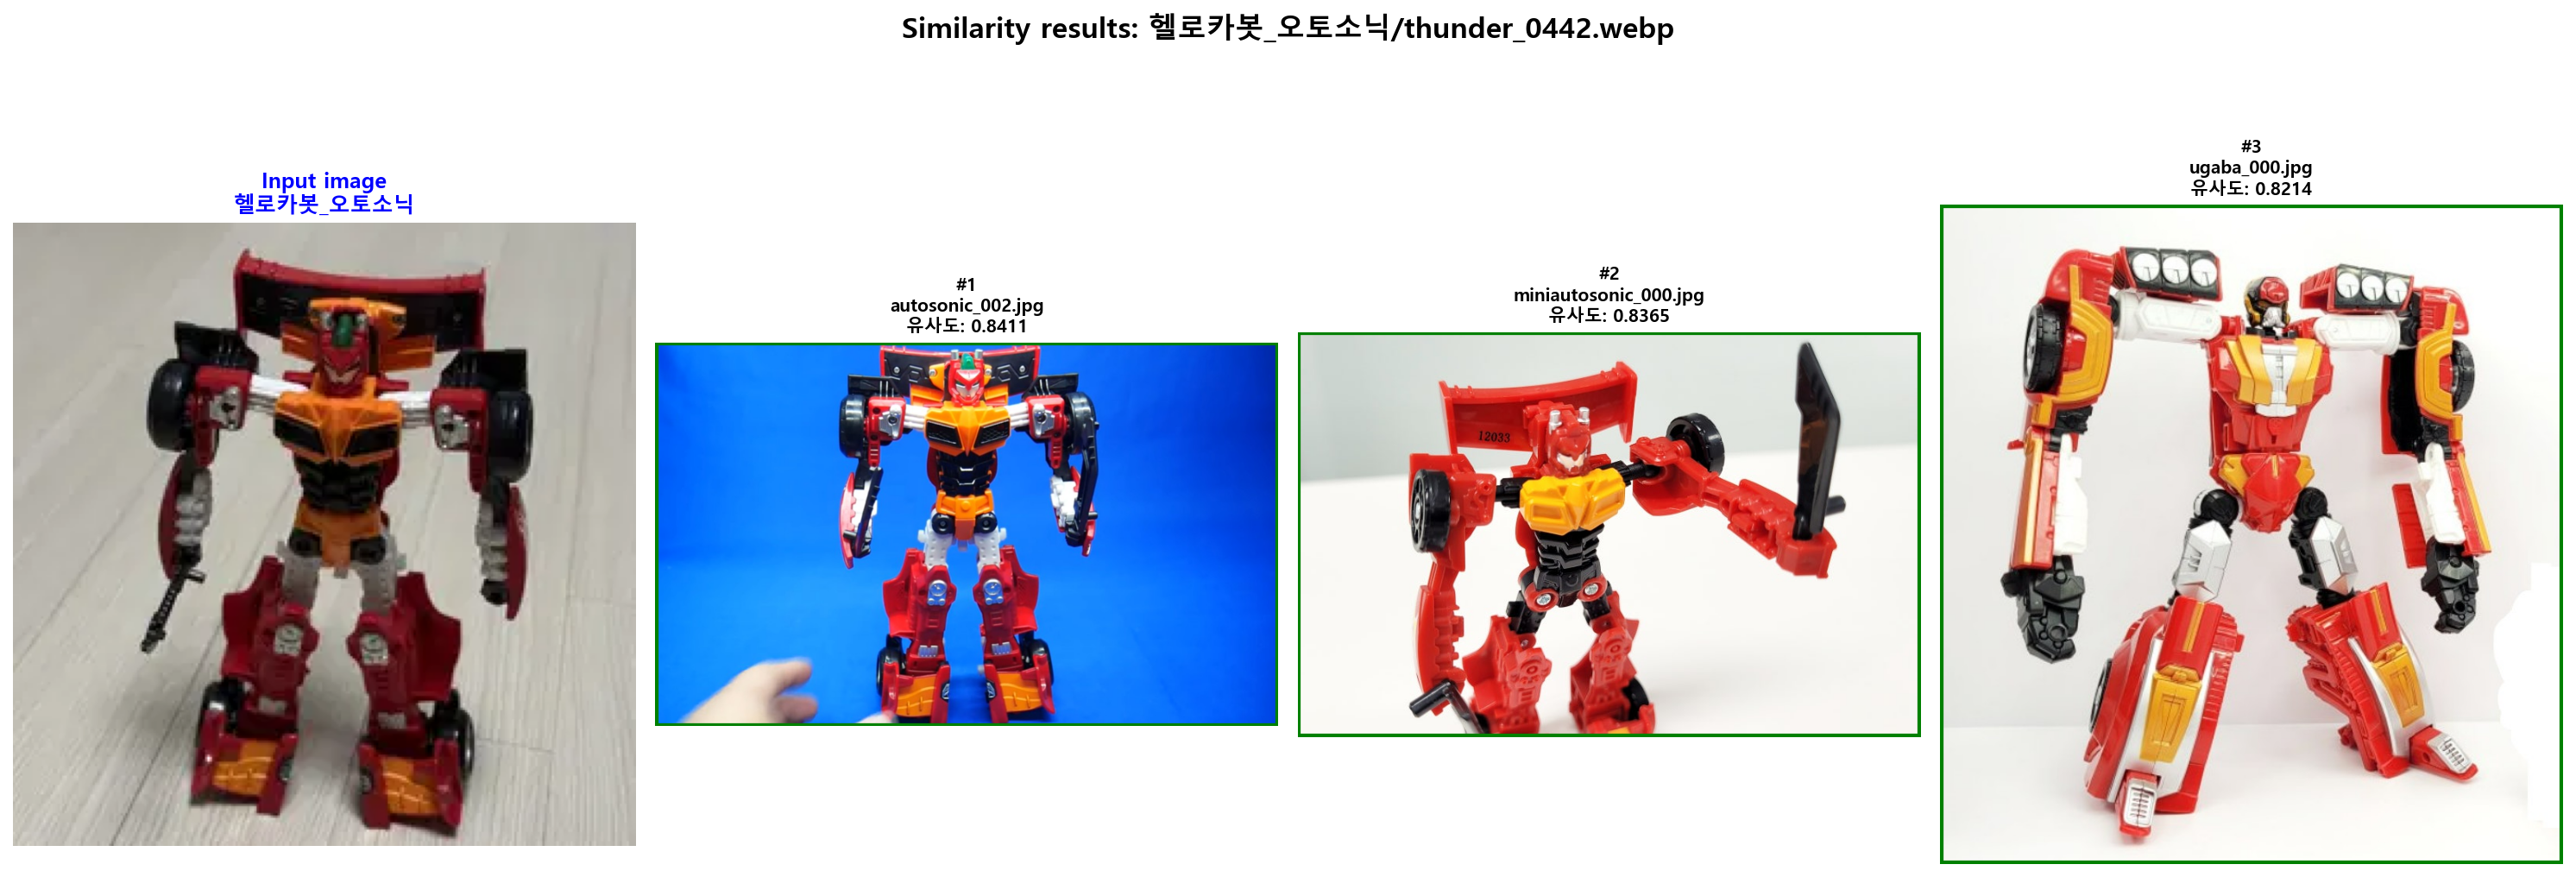 Similarity results: 헬로카봇_오토소닉/thunder_0442.webp
Input image
헬로카봇_오토소닉
#1
autosonic_002.jpg
유사도: 0.8411
#2
miniautosonic_000.jpg
유사도: 0.8365
12033
#3
ugaba_000.jpg
유사도: 0.8214